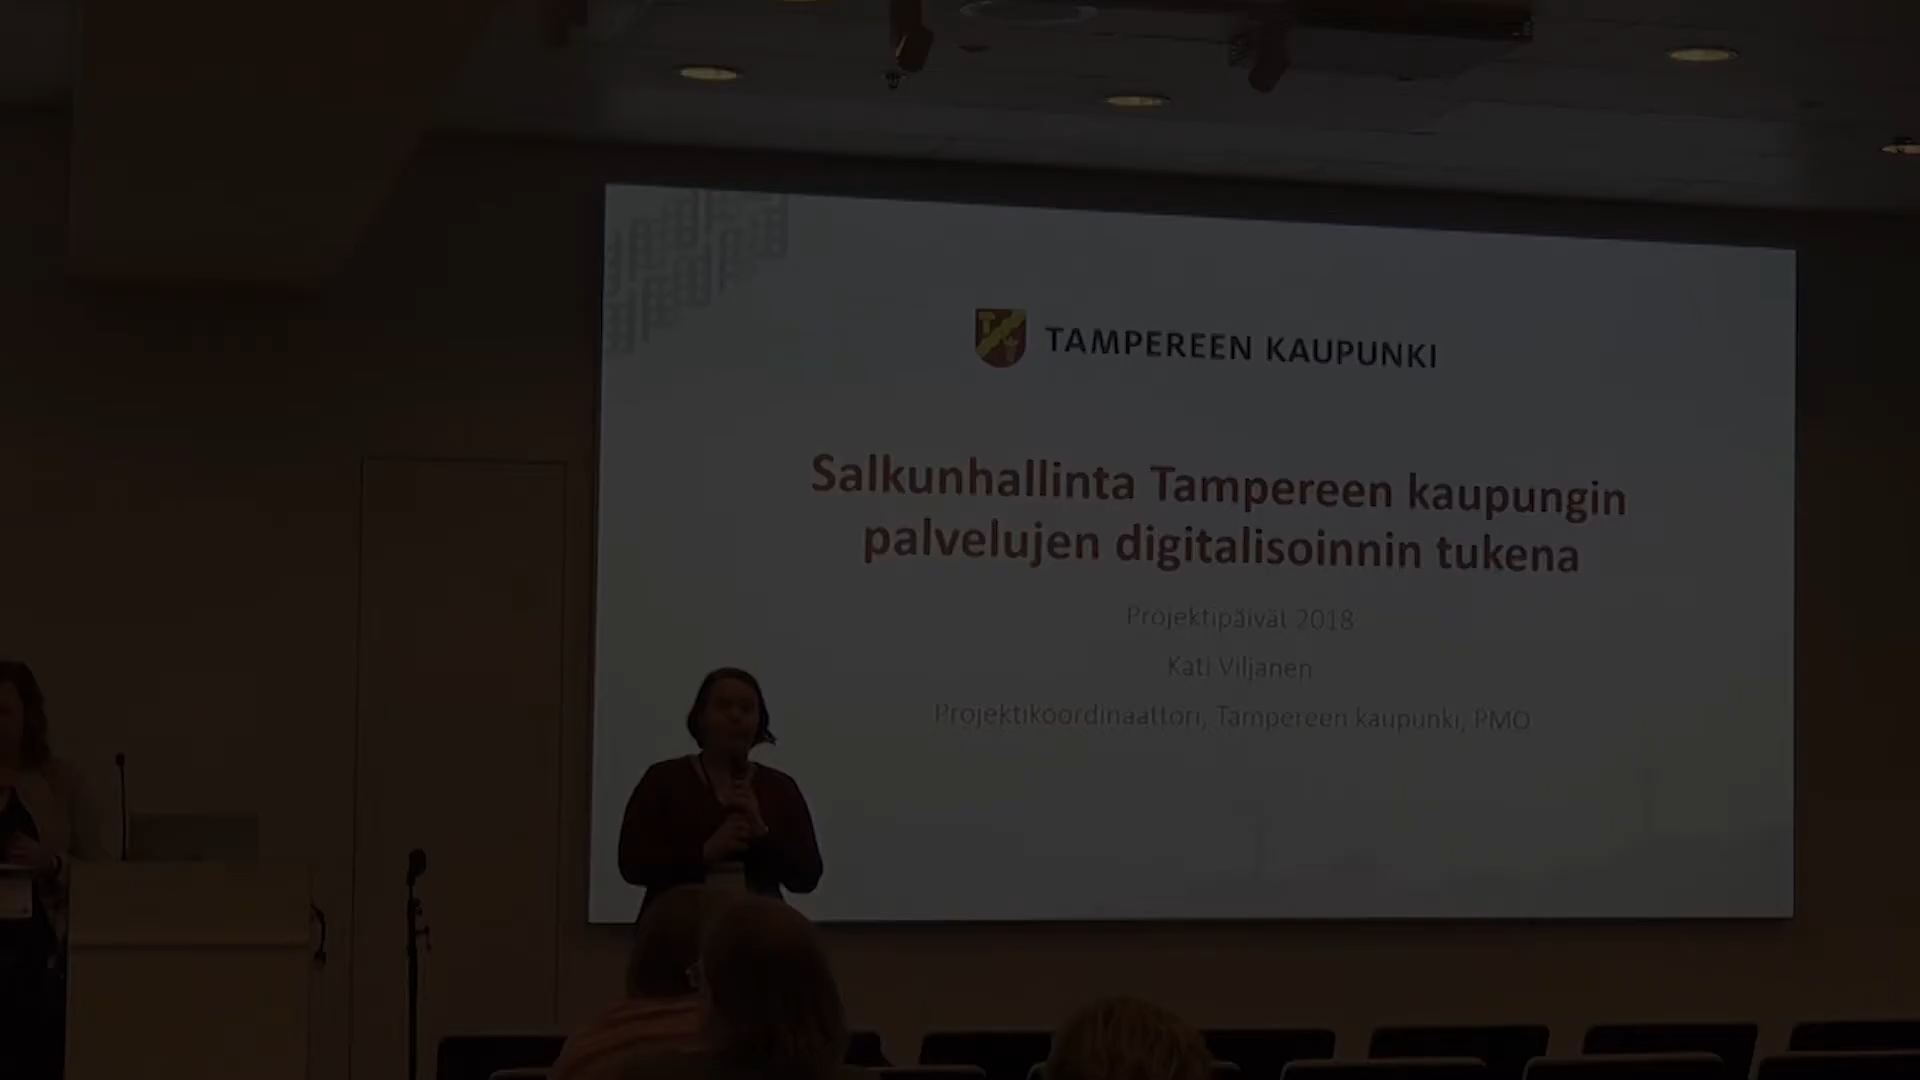 TAMPEREEN KAUPUNKI
Salkunhallinta Tampereen kaupungin
palvelujen digitalisoinnin tukena
Projektipäivät 2018
Kati Viljanen
Projektikoordinaattori, Tampereen kaupunki, PMO